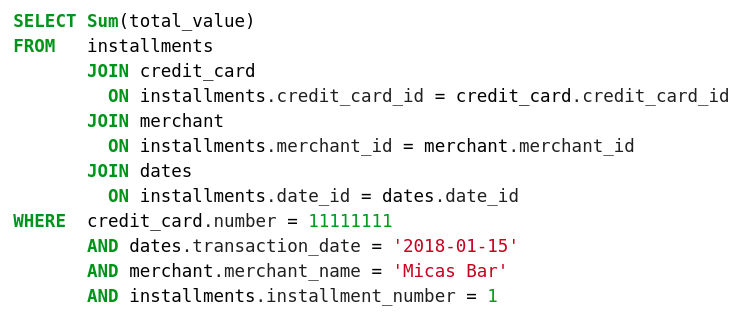 SELECT Sum(total_value)
FROM   installments
       JOIN credit_card
         ON installments.credit_card_id = credit_card.credit_card_id
       JOIN merchant
         ON installments.merchant_id = merchant.merchant_id
       JOIN dates
         ON installments.date_id = dates.date_id
WHERE  credit_card.number = 11111111
       AND dates.transaction_date = '2018-01-15'
       AND merchant.merchant_name = 'Micas Bar'
       AND installments.installment_number = 1